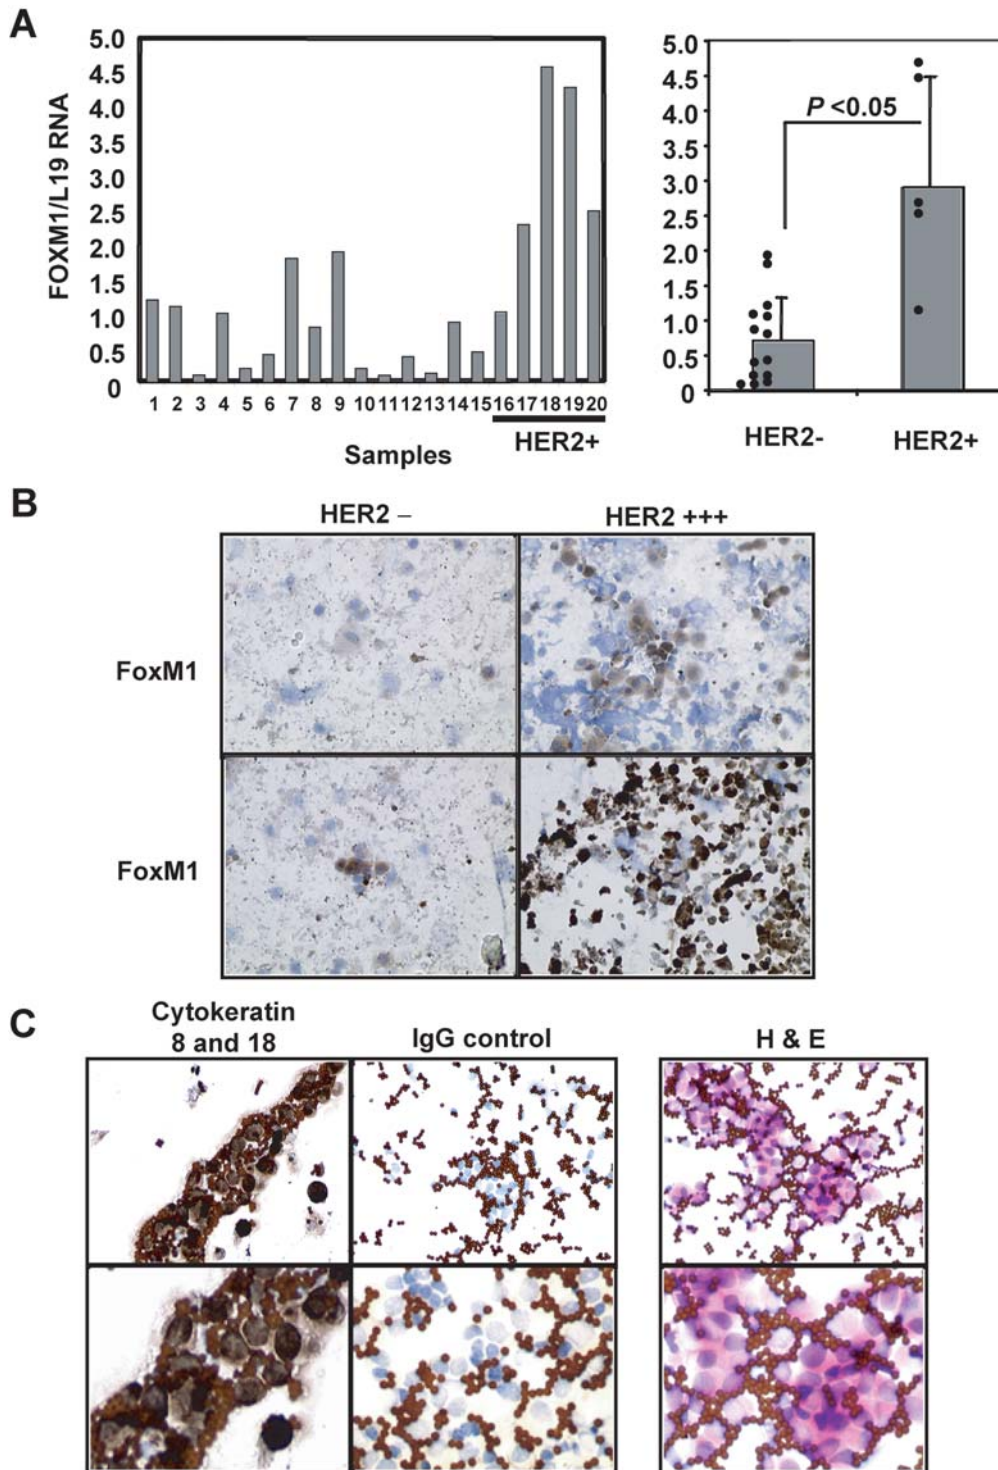 A
FOXM1/L19 RNA
5.0
4.5
4.0
3.5
3.0
2.5
2.0
1.5
1.0
0.5
0
1 2 3 4 5 6 7 8 9 10 11 12 13 14 15 16 17 18 19 20
HER2+
Samples
5.0
4.5
4.0
3.5
3.0
2.5
2.0
1.5
1.0
0.5
0
P <0.05
HER2- HER2+
B
HER2 – HER2 +++
FoxM1
FoxM1
C
Cytokeratin
8 and 18
IgG control
H & E